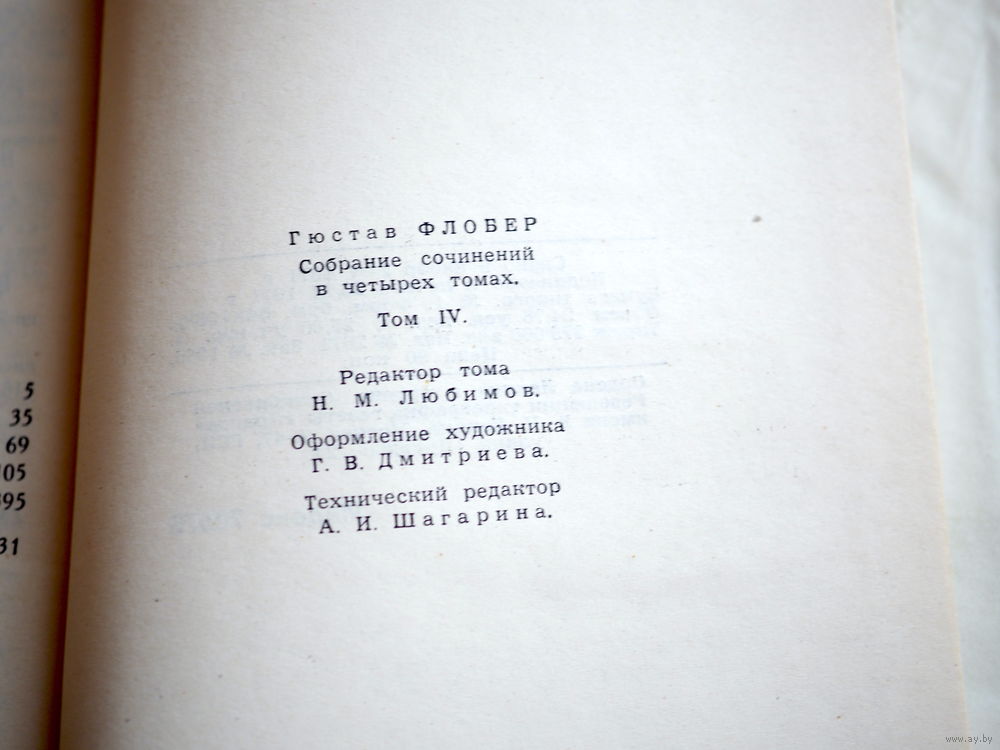 5
35
69
05
95
31
Гюстав ФЛОБЕР
Собрание сочинений
в четырех томах.
Том IV.
Редактор тома
Н. М. Любимов.
Оформление художника
Г. В. Дмитриева.
Технический редактор
А. И. Шагарина.
www.ay.by